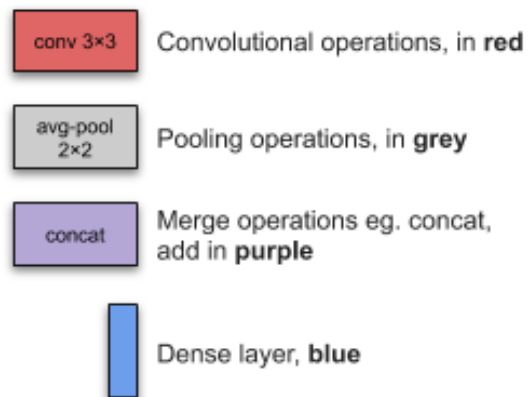 conv 3×3
Convolutional operations, in red
avg-pool
2×2
Pooling operations, in grey
concat
Merge operations eg. concat,
add in purple
Dense layer, blue